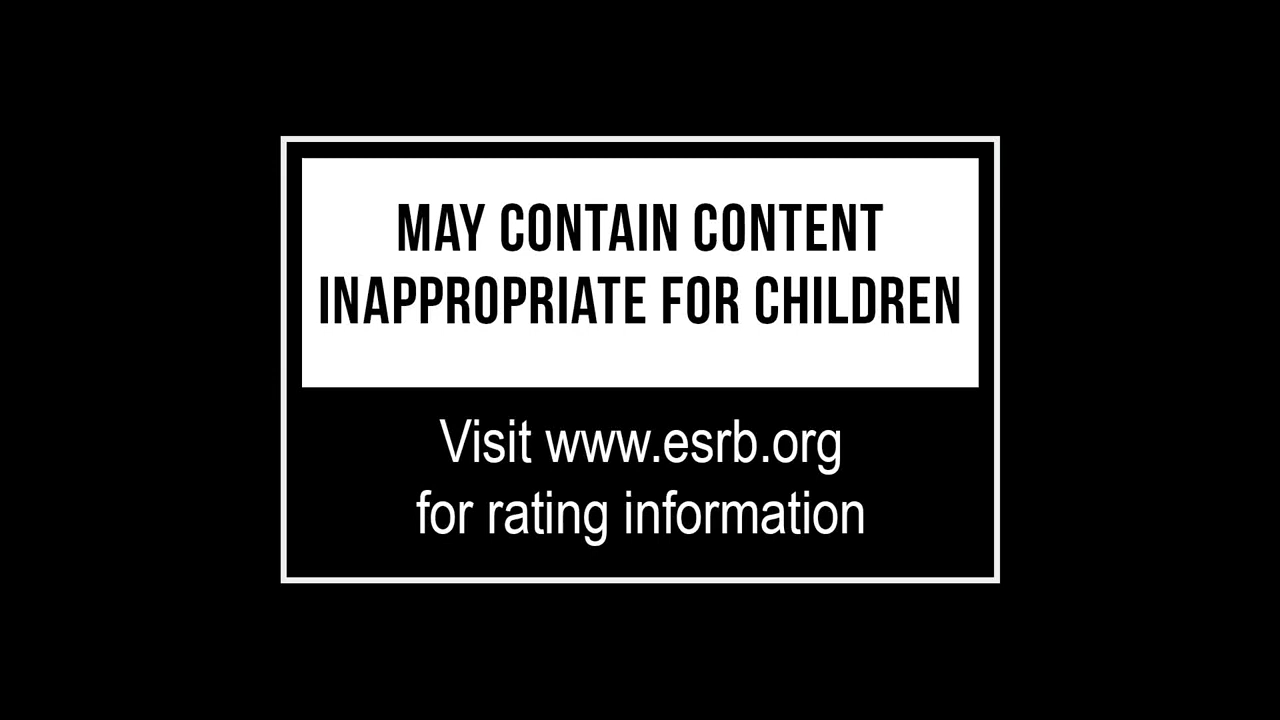 MAY CONTAIN CONTENT
INAPPROPRIATE FOR CHILDREN
Visit www.esrb.org
for rating information